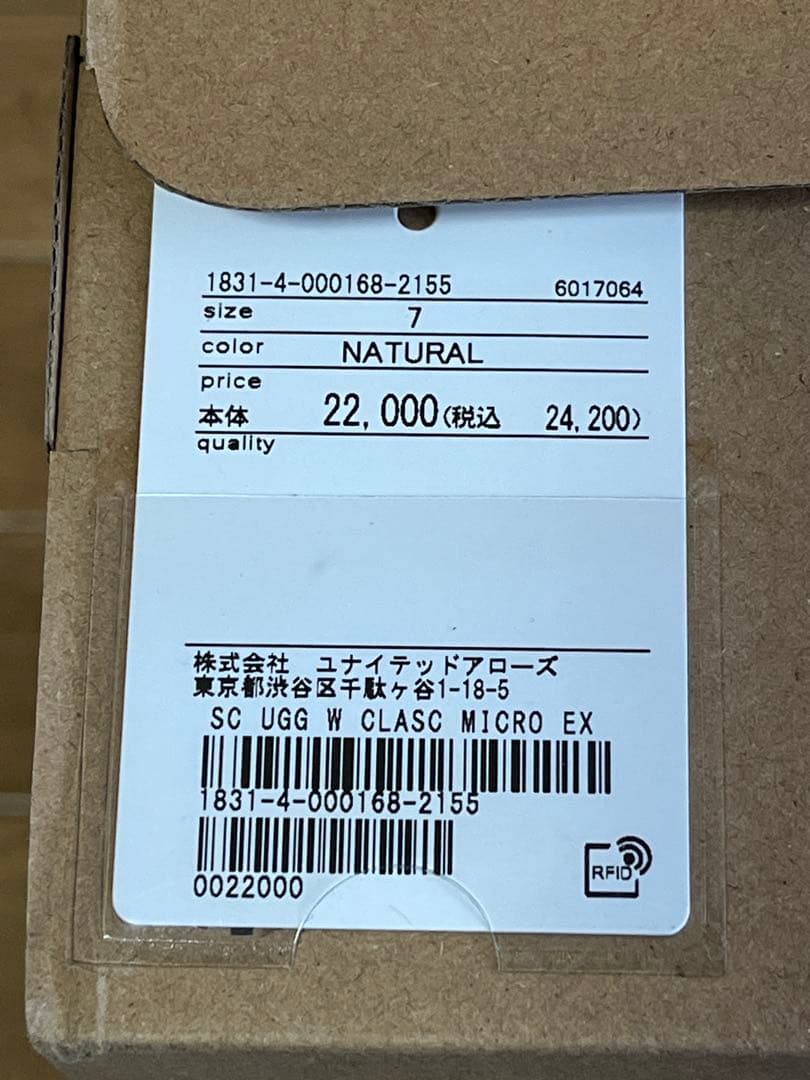 1831-4-000168-2155 6017064
size 7
color NATURAL
price
本体 22,000(税込 24,200)
quality
株式会社 ユナイテッドアローズ
東京都渋谷区千駄ヶ谷1-18-5
SC UGG W CLASC MICRO EX
1831-4-000168-2155
0022000
RFID